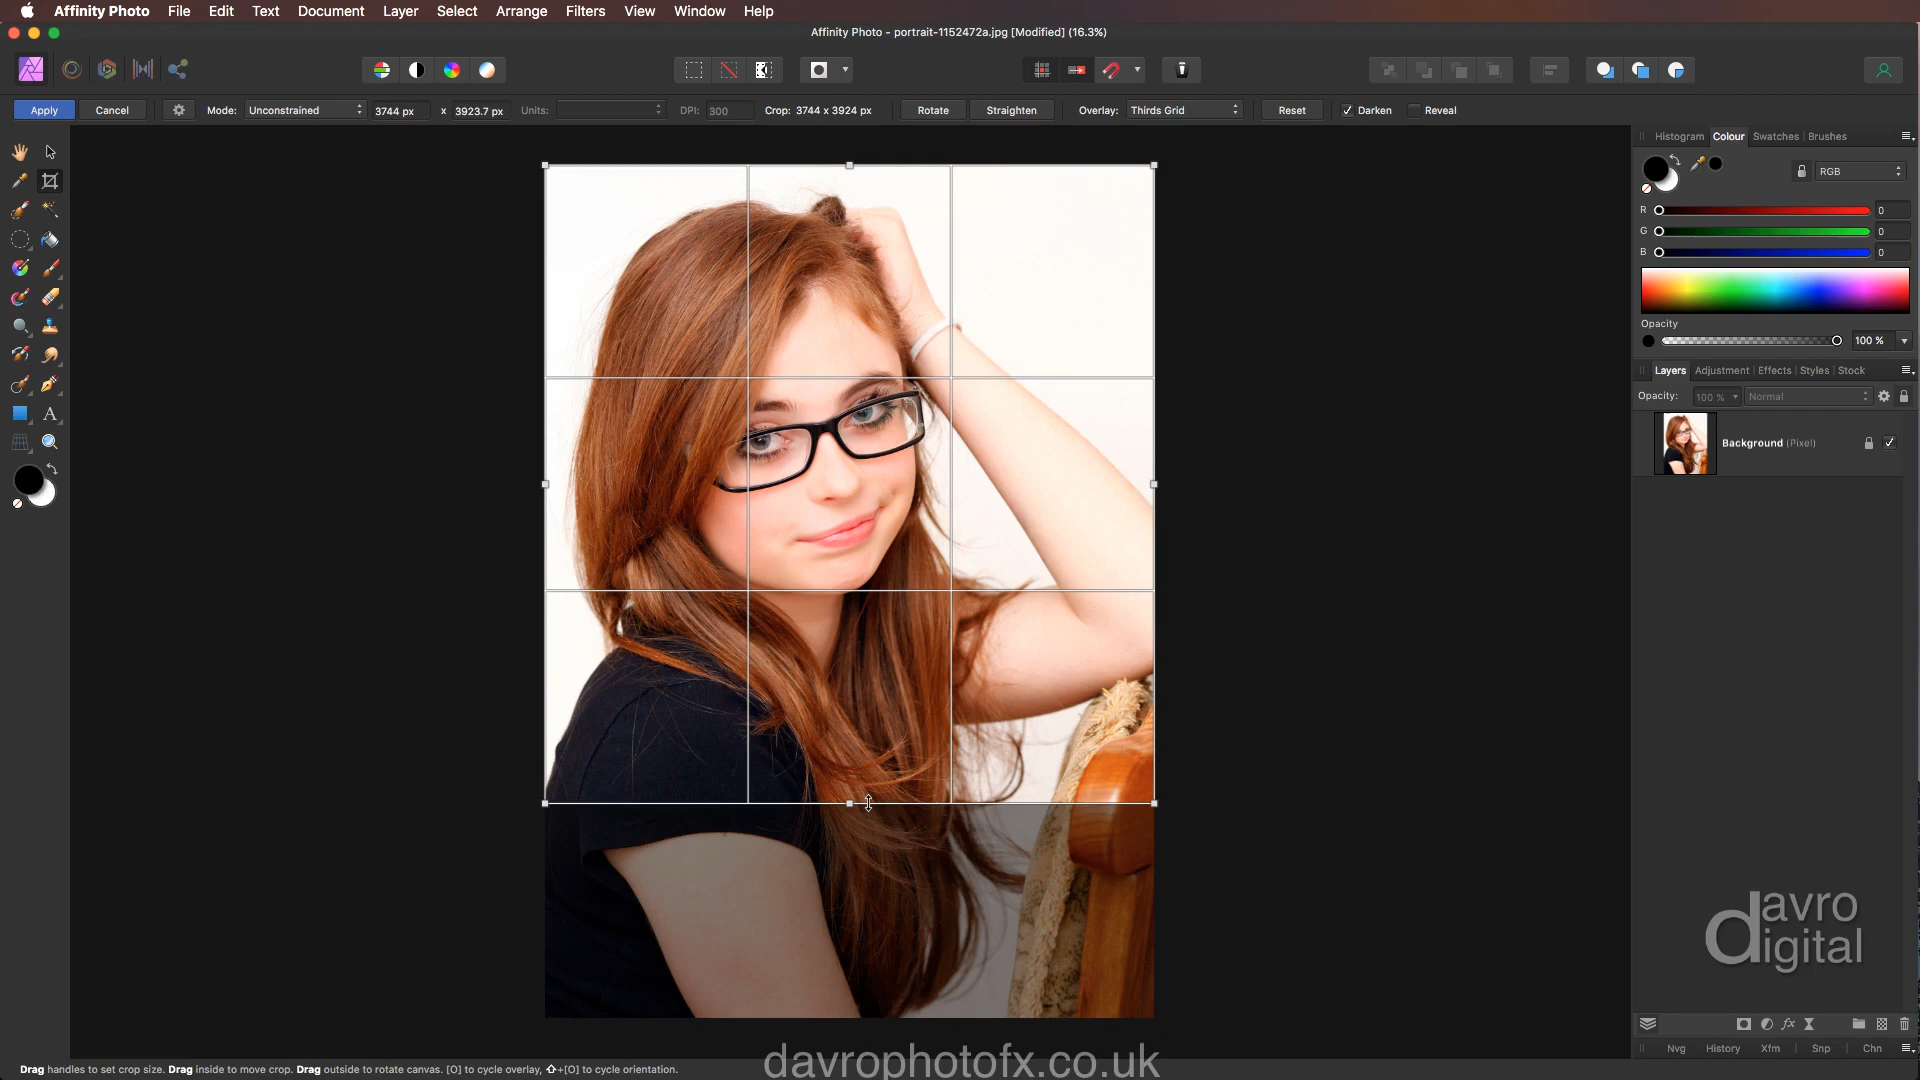 Affinity Photo File Edit Text Document Layer Select Arrange Filters View Window Help
Affinity Photo - portrait-1152472a.jpg [Modified] (16.3%)
Apply Cancel Mode: Unconstrained 3744 px x 3923.7 px Units: DPI: 300 Crop: 3744 x 3924 px Rotate Straighten Overlay: Thirds Grid Reset Darken Reveal
Histogram Colour Swatches Brushes
RGB
R 0
G 0
B 0
Opacity
100 %
Layers Adjustment Effects Styles Stock
Opacity: 100 % Normal
Background (Pixel)
A
davro
digital
fx
Nvg History Xfm Snp Chn
davrophotofx.co.uk
Drag handles to set crop size. Drag inside to move crop. Drag outside to rotate canvas. [O] to cycle overlay, ⇧+[O] to cycle orientation.